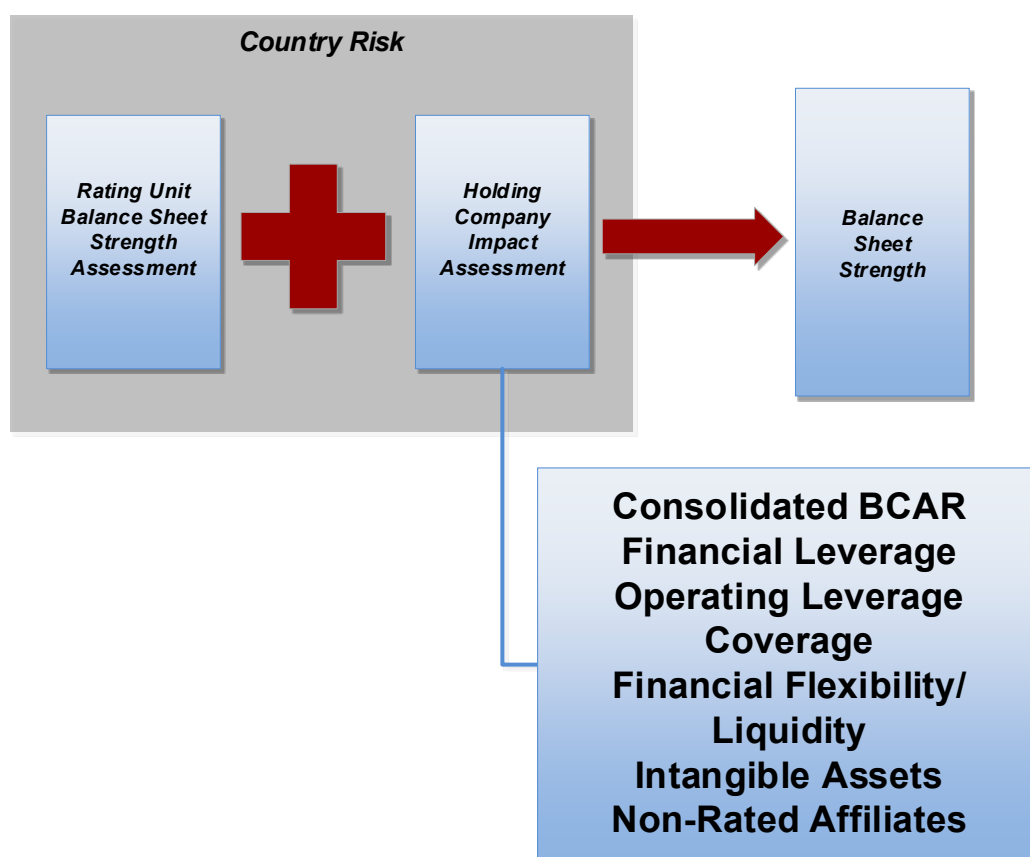 Country Risk
Rating Unit
Balance Sheet
Strength
Assessment
Holding
Company
Impact
Assessment
Balance
Sheet
Strength
Consolidated BCAR
Financial Leverage
Operating Leverage
Coverage
Financial Flexibility/
Liquidity
Intangible Assets
Non-Rated Affiliates